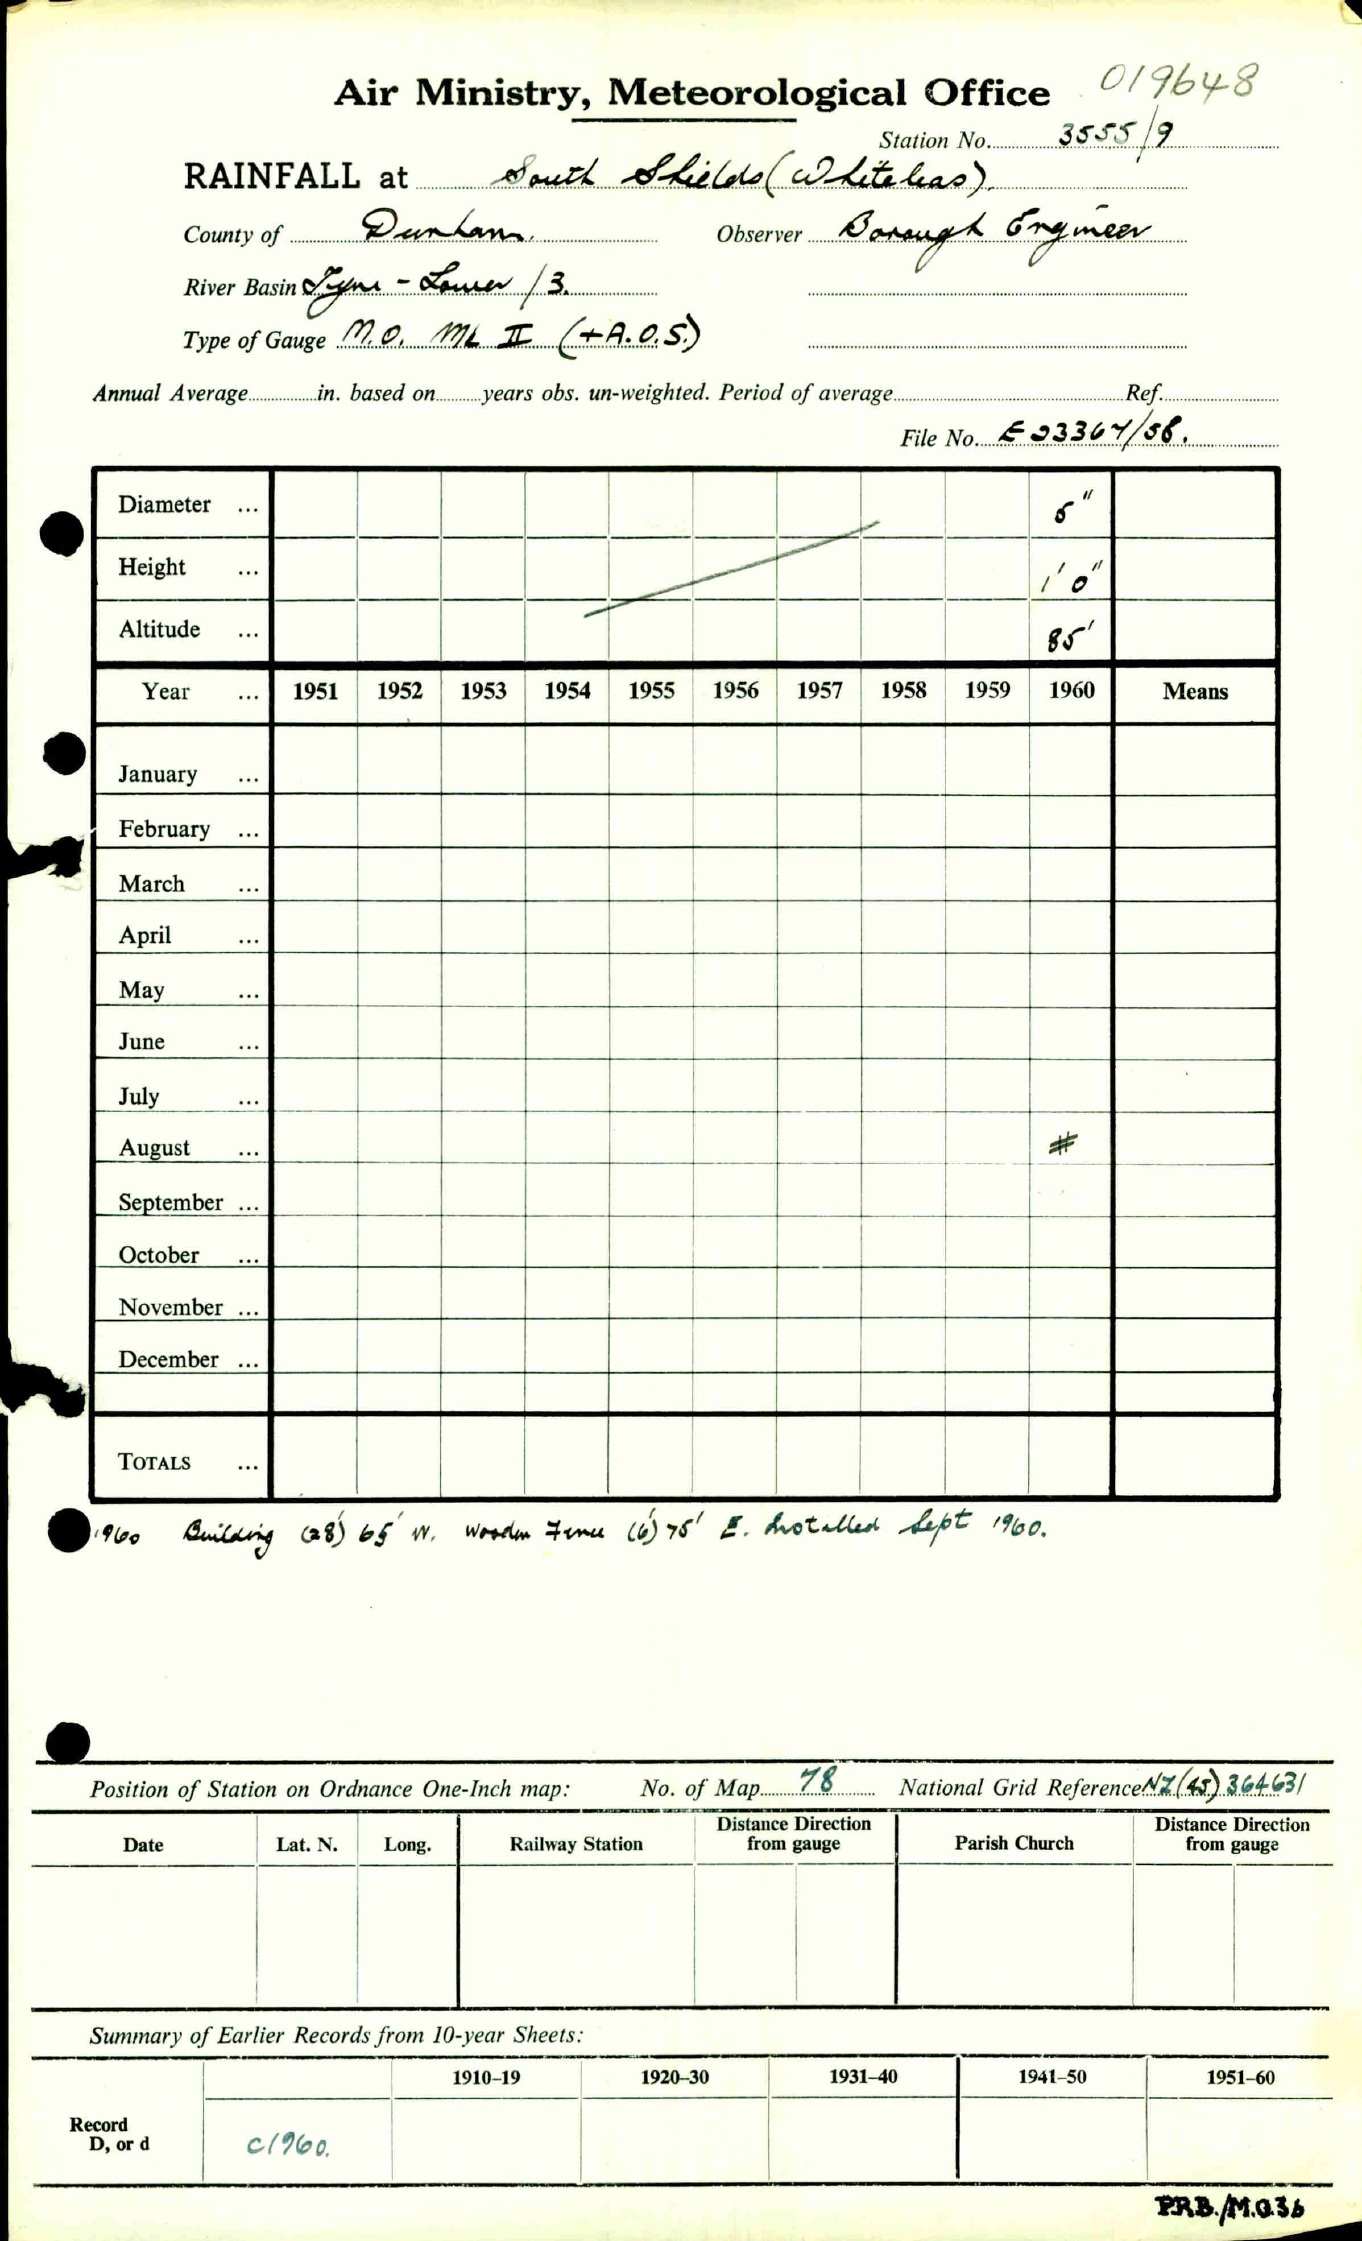 Air Ministry, Meteorological Office 019648
Station No. 3555/9
RAINFALL at South Shields (Whiteleas).
County of Durham. Observer Borough Engineer
River Basin Tyne - Lower /3.
Type of Gauge M.O. Mk II (+A.O.S.)
Annual Average in. based on years obs. un-weighted. Period of average Ref.
File No. E23367/58.
Diameter ... 5"
Height ... 1' 0"
Altitude ... 85'
Year ... 1951 1952 1953 1954 1955 1956 1957 1958 1959 1960 Means
January ...
February ...
March ...
April ...
May ...
June ...
July ...
August ... #
September ...
October ...
November ...
December ...
TOTALS ...
1960 Building (28') 65' W. Wooden Fence (6') 75' E. Installed Sept 1960.
Position of Station on Ordnance One-Inch map: No. of Map 78 National Grid Reference NZ(45) 364631
Date Lat. N. Long. Railway Station Distance Direction from gauge Parish Church Distance Direction from gauge
Summary of Earlier Records from 10-year Sheets:
1910–19 1920–30 1931–40 1941–50 1951–60
Record
D, or d c1960.
P.R.B./M.O.36